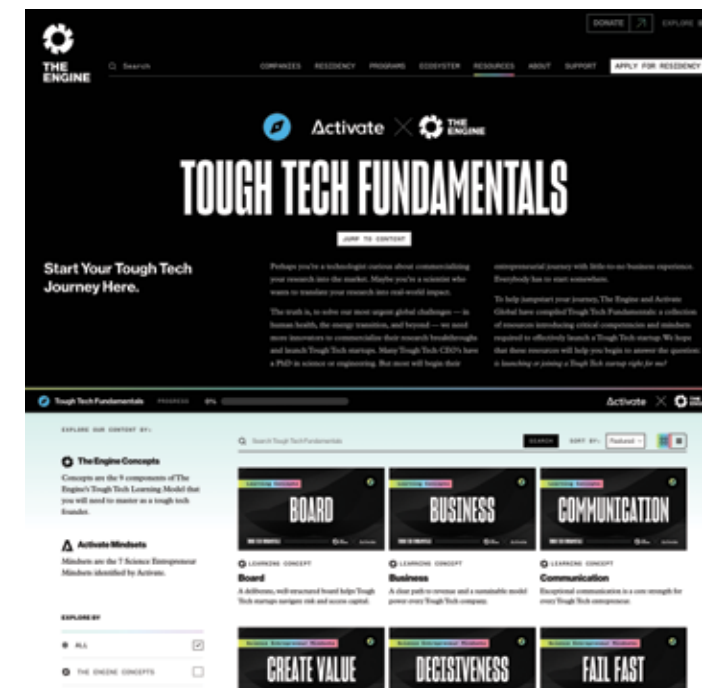 DONATE
EXPLORE
THE
ENGINE
Search
COMPANIES RESIDENCY PROGRAMS ECOSYSTEM RESOURCES ABOUT SUPPORT APPLY FOR RESIDENCY
Activate THE ENGINE
TOUGH TECH FUNDAMENTALS
JUMP TO CONTENT
Start Your Tough Tech
Journey Here.
Perhaps you're a technologist curious about commercializing
your research into the market. Maybe you're a scientist who
wants to translate your research into real-world impact.
The truth is, to solve our most urgent global challenges — in
human health, the energy transition, and beyond — we need
more innovators to commercialize their research breakthroughs
and launch Tough Tech startups. Many Tough Tech CEO's have
a PhD in science or engineering. But most will begin their
entrepreneurial journey with little-to-no business experience.
Everybody has to start somewhere.
To help jumpstart your journey, The Engine and Activate
Global have compiled Tough Tech Fundamentals: a collection
of resources introducing critical competencies and mindsets
required to effectively launch a Tough Tech startup. We hope
that these resources will help you begin to answer the question:
is launching or joining a Tough Tech startup right for me?
Tough Tech Fundamentals PROGRESS 0%
Activate
EXPLORE OUR CONTENT BY:
The Engine Concepts
Concepts are the 9 components of The
Engine's Tough Tech Learning Model that
you will need to master as a tough tech
founder.
Activate Mindsets
Mindsets are the 7 Science Entrepreneur
Mindsets identified by Activate.
EXPLORE BY
ALL
THE ENGINE CONCEPTS
Search Tough Tech Fundamentals SEARCH SORT BY: Featured
Learning Concepts
BOARD
LEARNING CONCEPT
Board
A deliberate, well-structured board helps Tough
Tech startups navigate risk and access capital.
Learning Concepts
BUSINESS
LEARNING CONCEPT
Business
A clear path to revenue and a sustainable model
power every Tough Tech company.
Learning Concepts
COMMUNICATION
LEARNING CONCEPT
Communication
Exceptional communication is a core strength for
every Tough Tech entrepreneur.
Science Entrepreneur Mindsets
CREATE VALUE
Science Entrepreneur Mindsets
DECISIVENESS
Science Entrepreneur Mindsets
FAIL FAST